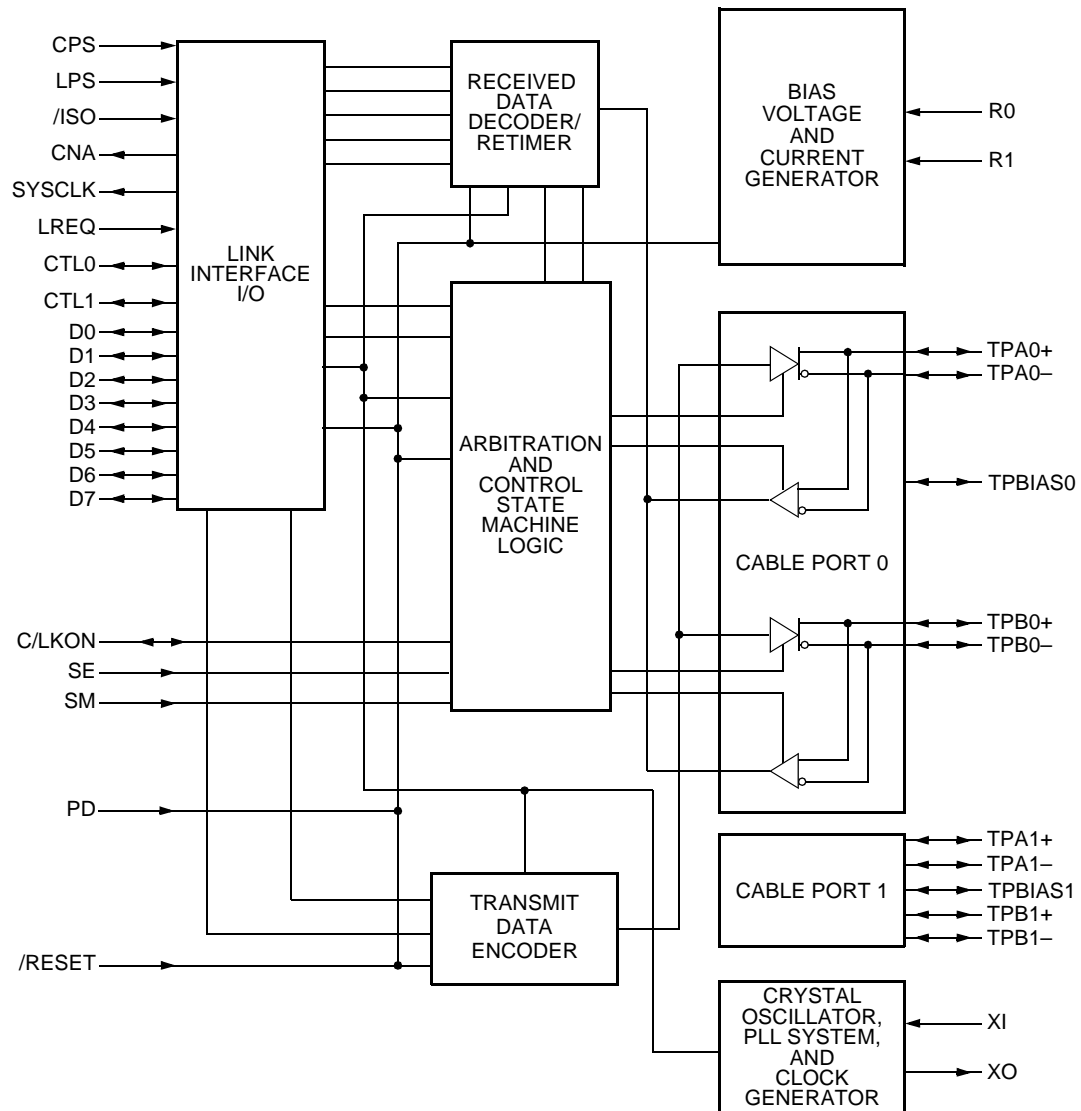 CPS
LPS
/ISO
CNA
SYSCLK
LREQ
CTL0
CTL1
D0
D1
D2
D3
D4
D5
D6
D7
C/LKON
SE
SM
PD
/RESET
LINK
INTERFACE
I/O
RECEIVED
DATA
DECODER/
RETIMER
ARBITRATION
AND
CONTROL
STATE
MACHINE
LOGIC
TRANSMIT
DATA
ENCODER
BIAS
VOLTAGE
AND
CURRENT
GENERATOR
R0
R1
CABLE PORT 0
TPA0+
TPA0–
TPBIAS0
TPB0+
TPB0–
CABLE PORT 1
TPA1+
TPA1–
TPBIAS1
TPB1+
TPB1–
CRYSTAL
OSCILLATOR,
PLL SYSTEM,
AND
CLOCK
GENERATOR
XI
XO